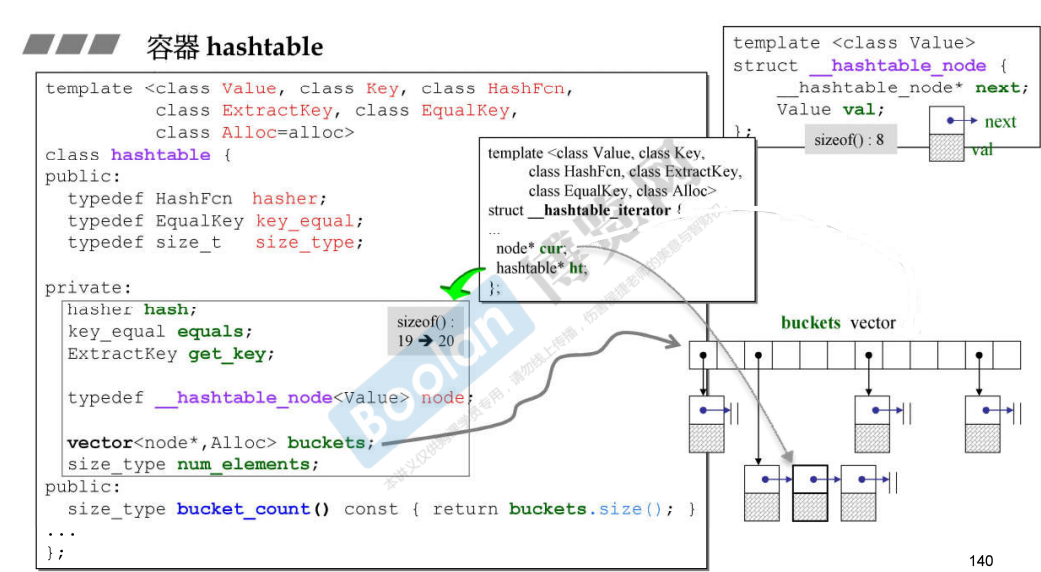 容器 hashtable
template <class Value, class Key, class HashFcn,
class ExtractKey, class EqualKey,
class Alloc=alloc>
class hashtable {
public:
typedef HashFcn hasher;
typedef EqualKey key_equal;
typedef size_t size_type;
private:
hasher hash;
key_equal equals;
ExtractKey get_key;
typedef __hashtable_node<Value> node;
vector<node*,Alloc> buckets;
size_type num_elements;
public:
size_type bucket_count() const { return buckets.size(); }
...
};
sizeof() :
19 → 20
template <class Value, class Key,
class HashFcn, class ExtractKey,
class EqualKey, class Alloc>
struct __hashtable_iterator {
...
node* cur;
hashtable* ht;
};
template <class Value>
struct __hashtable_node {
__hashtable_node* next;
Value val;
};
sizeof() : 8
next
val
buckets vector
Boolan 博览网
140